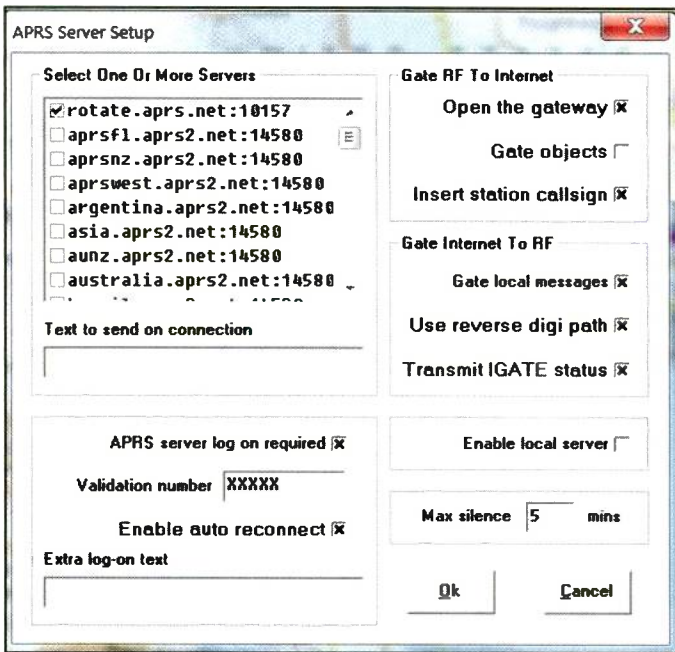 APRS Server Setup
Select One Or More Servers
rotate.aprs.net:10157
aprsfl.aprs2.net:14580
aprsnz.aprs2.net:14580
aprswest.aprs2.net:14580
argentina.aprs2.net:14580
asia.aprs2.net:14580
aunz.aprs2.net:14580
australia.aprs2.net:14580
Text to send on connection
APRS server log on required
Validation number XXXXX
Enable auto reconnect
Extra log-on text
Gate RF To Internet
Open the gateway
Gate objects
Insert station callsign
Gate Internet To RF
Gate local messages
Use reverse digi path
Transmit IGATE status
Enable local server
Max silence 5 mins
Ok
Cancel